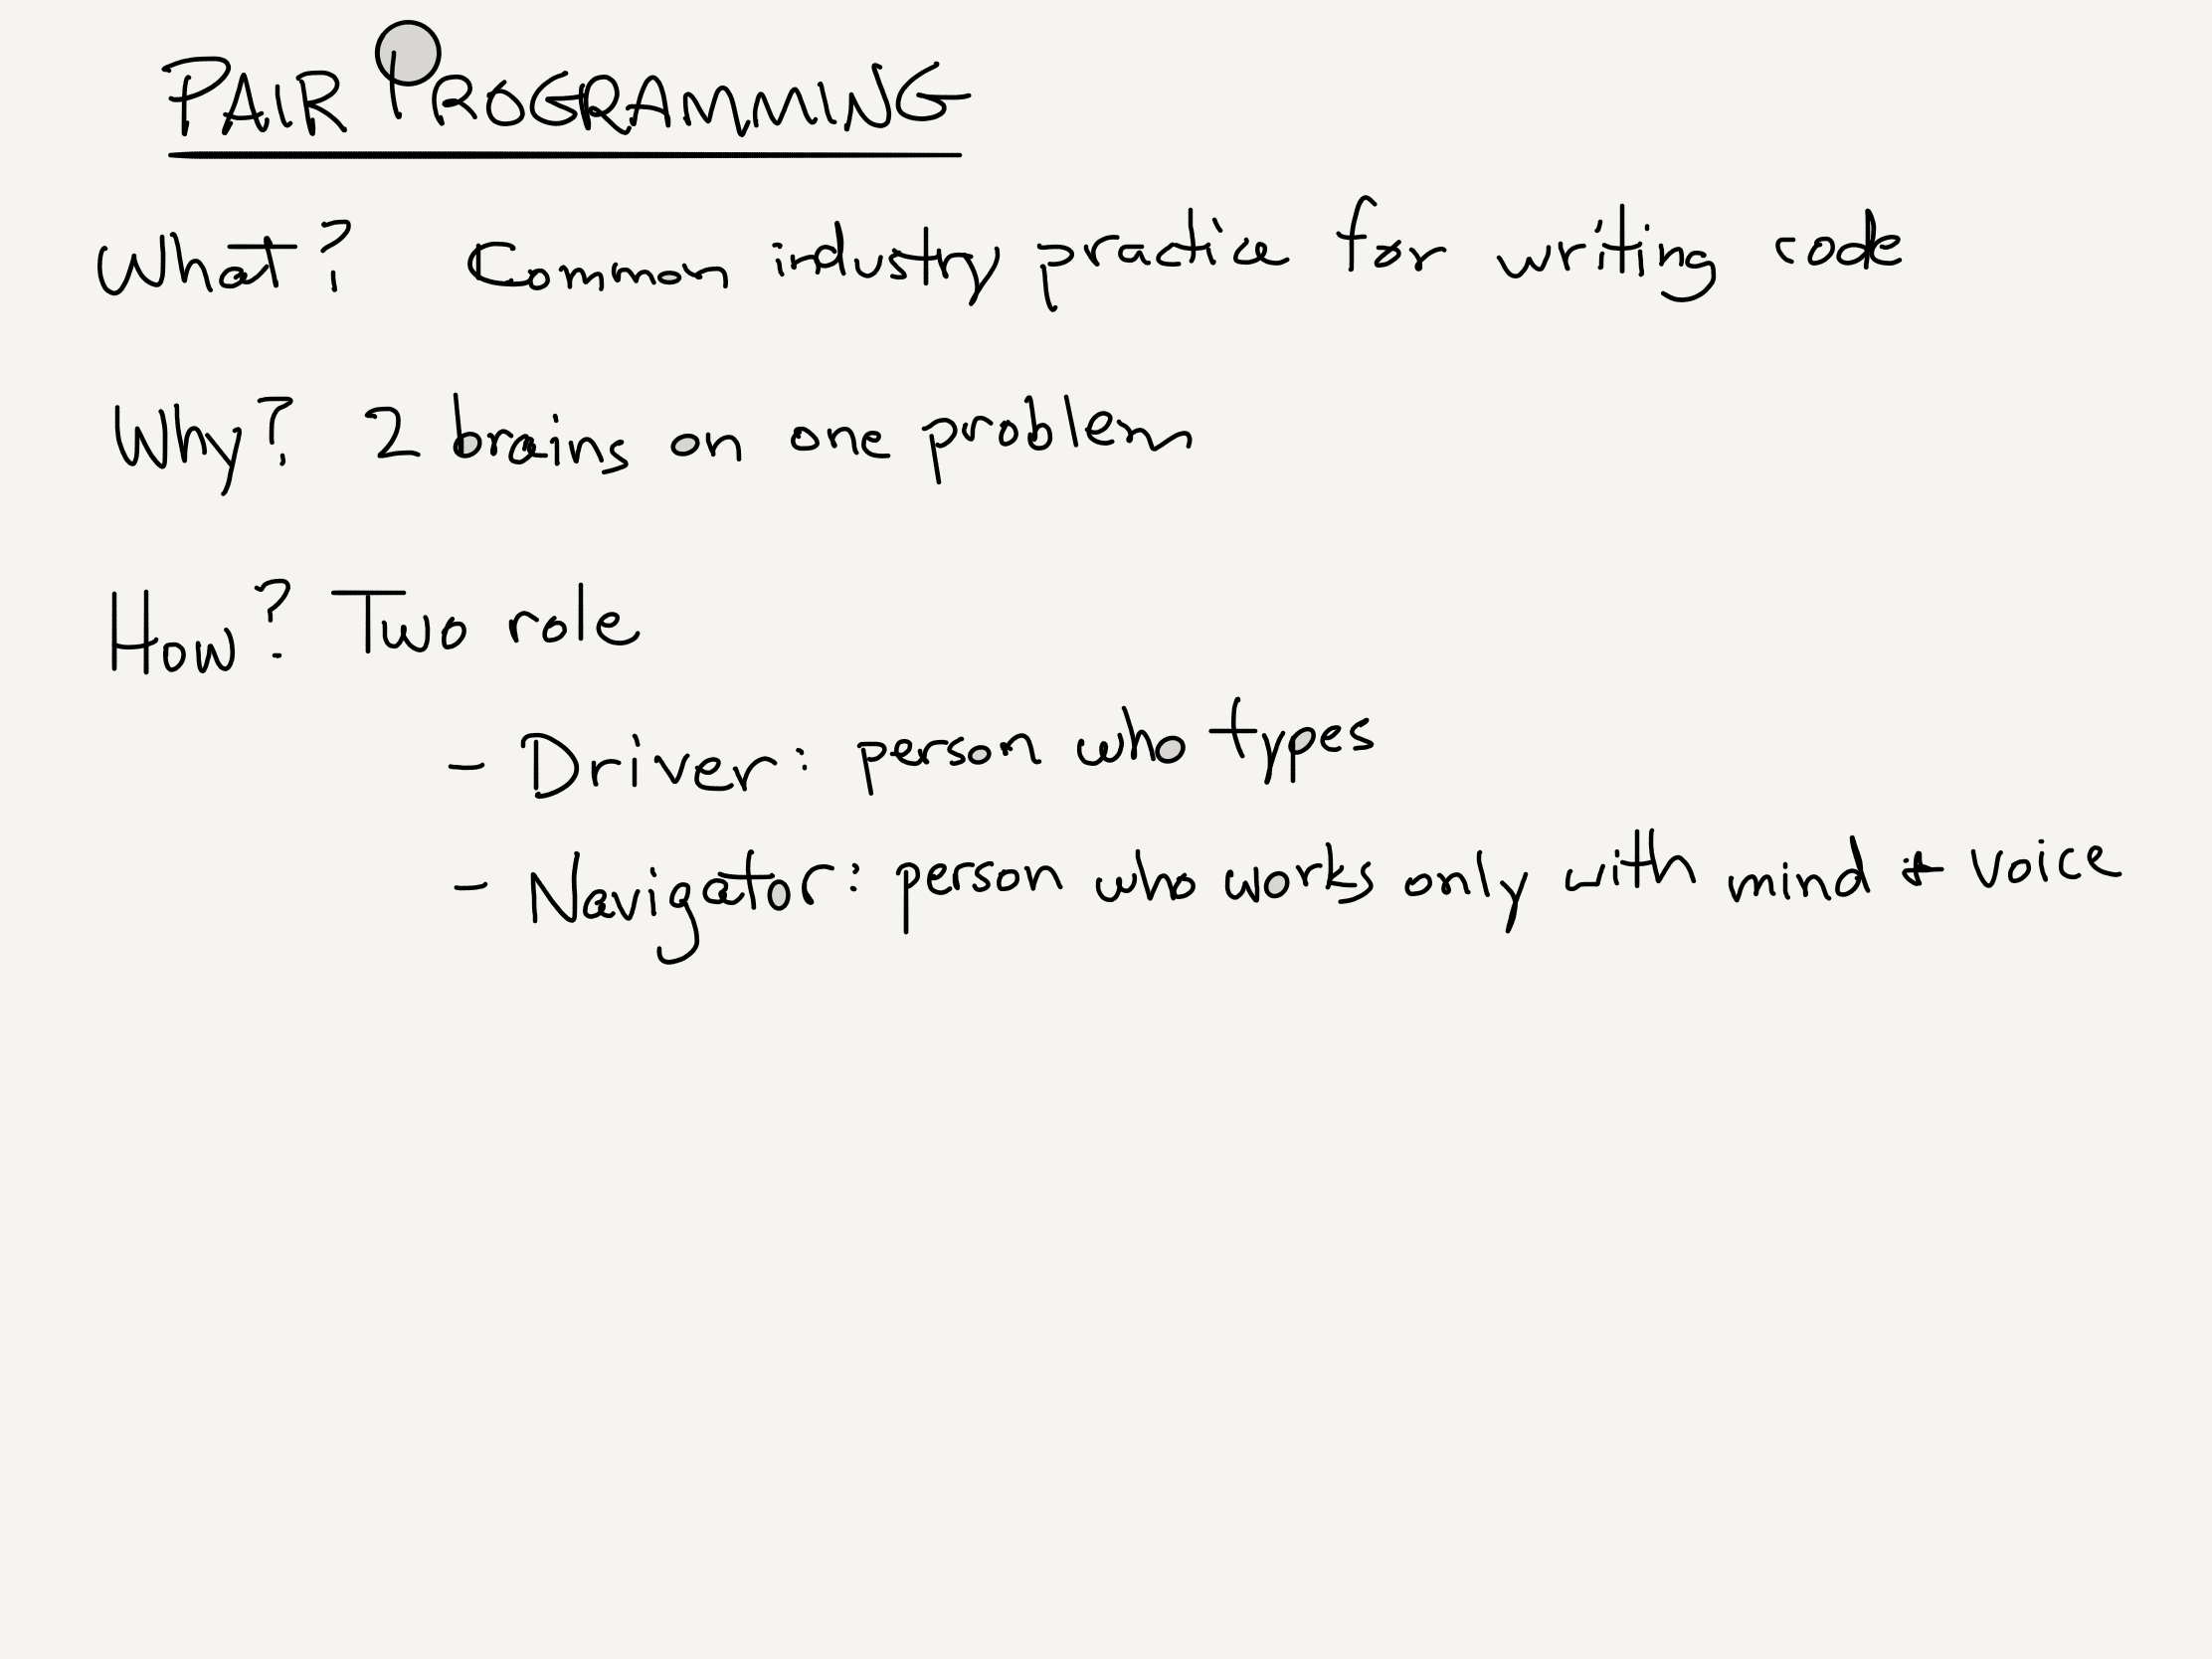 PAIR PROGRAMMING
What? Common industry practice for writing code
Why? 2 brains on one problem
How? Two role
- Driver: person who types
- Navigator: person who works only with mind + voice